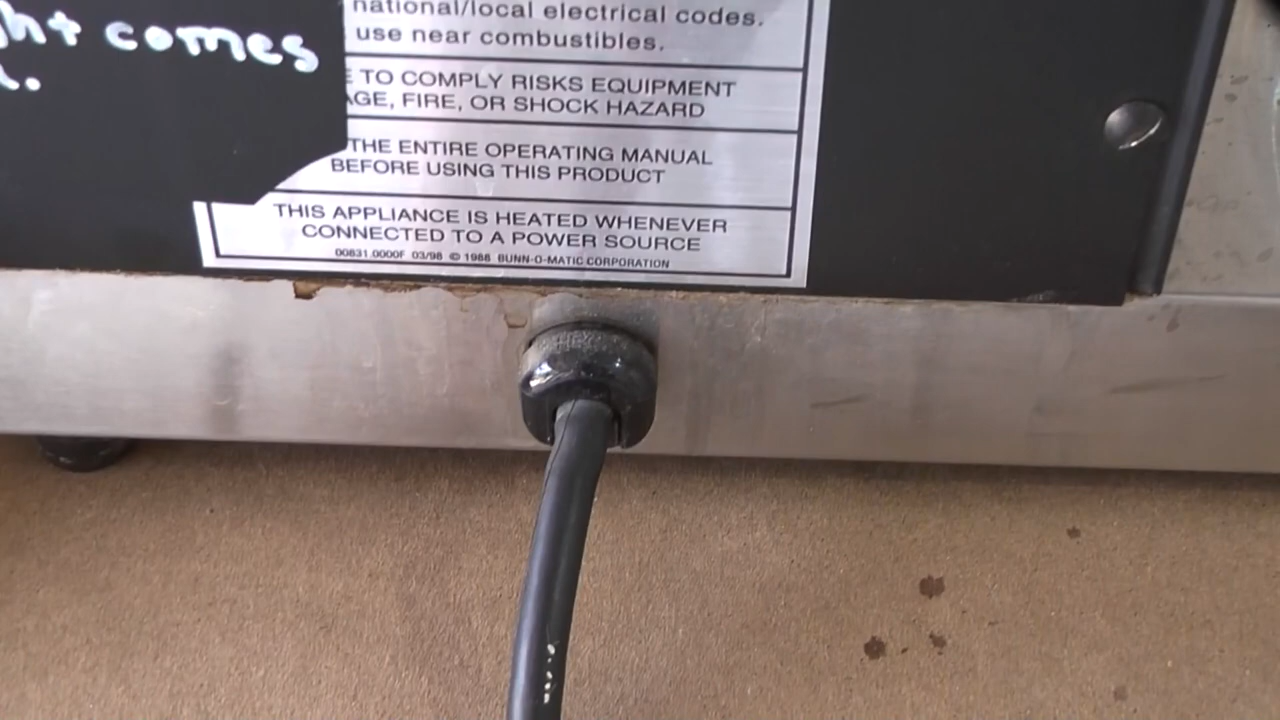 comes
national/local electrical codes.
use near combustibles.
TO COMPLY RISKS EQUIPMENT
FIRE, OR SHOCK HAZARD
THE ENTIRE OPERATING MANUAL
BEFORE USING THIS PRODUCT
THIS APPLIANCE IS HEATED WHENEVER
CONNECTED TO A POWER SOURCE
00831.0000F 03/98 © 1988 BUNN-O-MATIC CORPORATION